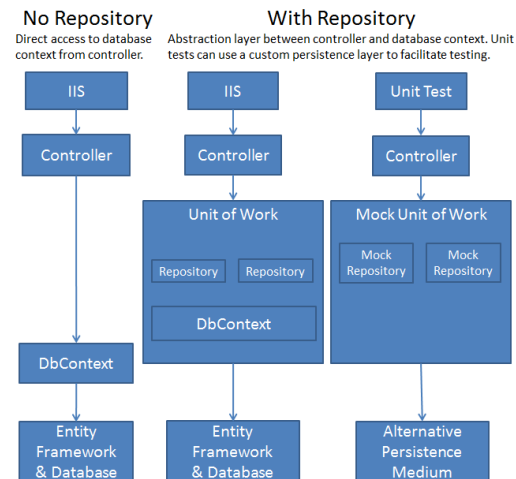 No Repository
Direct access to database
context from controller.
IIS
Controller
DbContext
Entity
Framework
& Database
With Repository
Abstraction layer between controller and database context. Unit
tests can use a custom persistence layer to facilitate testing.
IIS
Controller
Unit of Work
Repository
Repository
DbContext
Entity
Framework
& Database
Unit Test
Controller
Mock Unit of Work
Mock
Repository
Mock
Repository
Alternative
Persistence
Medium